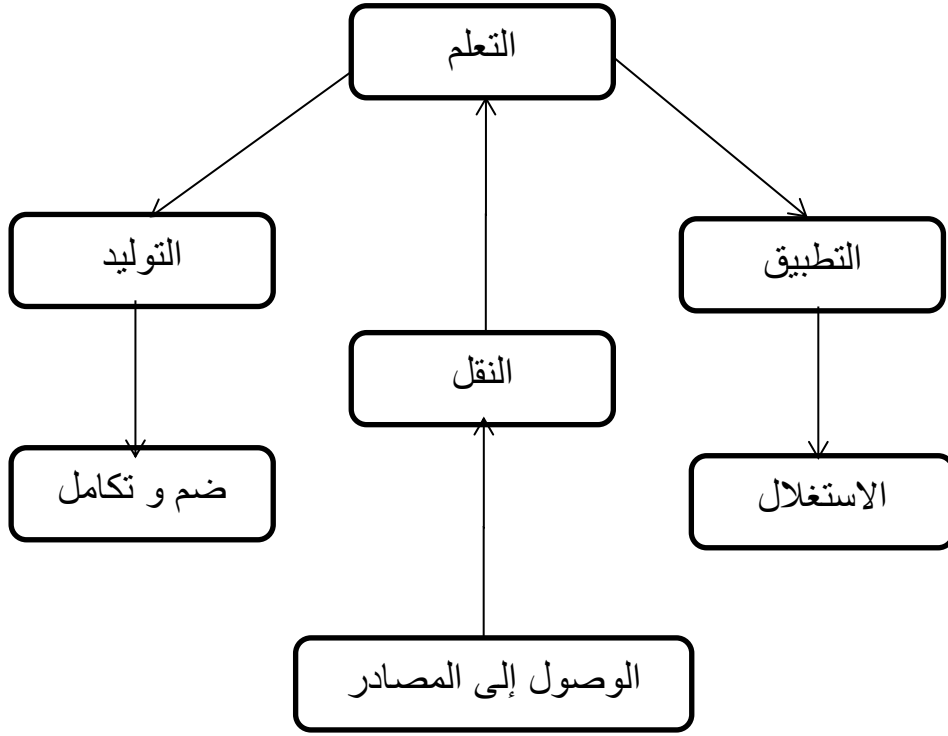 التعلم
التطبيق
التوليد
النقل
الاستغلال
ضم و تكامل
الوصول إلى المصادر